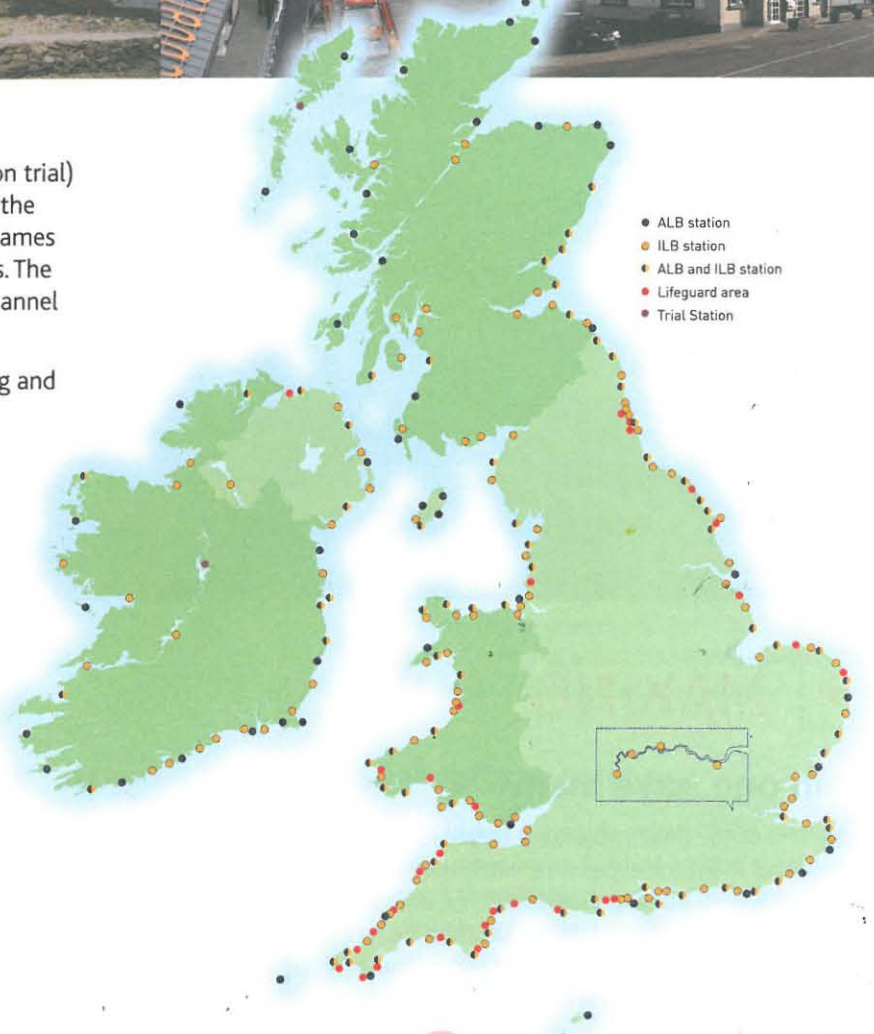 on trial)
the
ames
s. The
annel
g and
ALB station
ILB station
ALB and ILB station
Lifeguard area
Trial Station